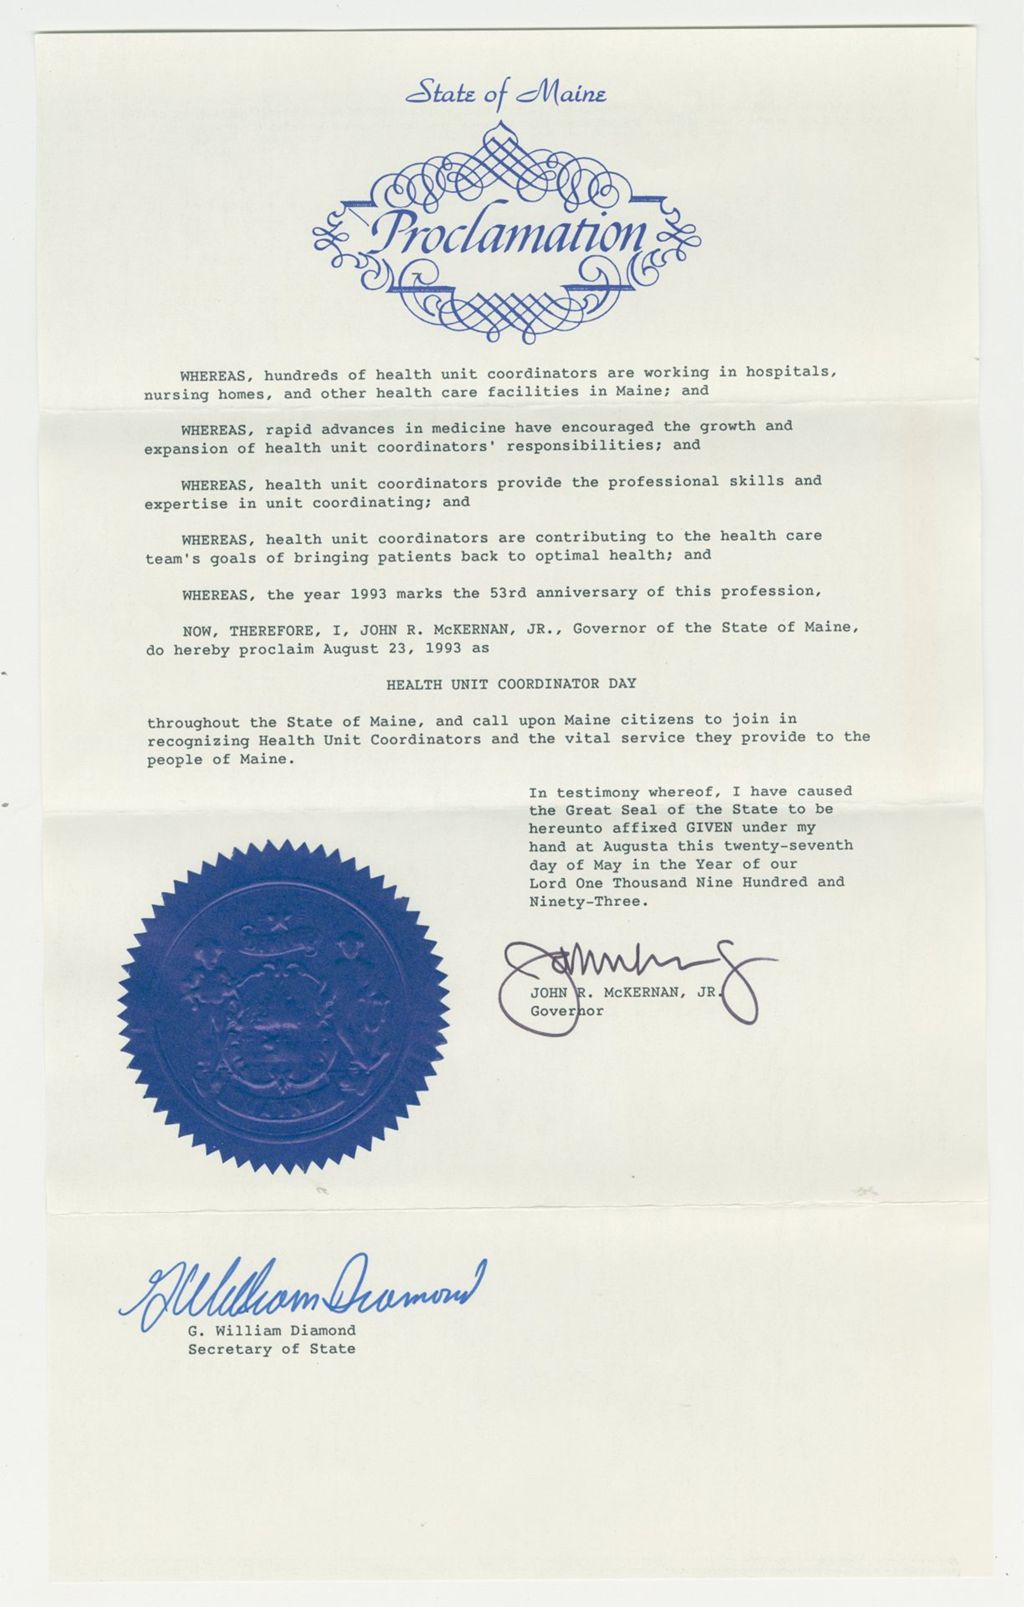 State of Maine
Proclamation
WHEREAS, hundreds of health unit coordinators are working in hospitals,
nursing homes, and other health care facilities in Maine; and
WHEREAS, rapid advances in medicine have encouraged the growth and
expansion of health unit coordinators' responsibilities; and
WHEREAS, health unit coordinators provide the professional skills and
expertise in unit coordinating; and
WHEREAS, health unit coordinators are contributing to the health care
team's goals of bringing patients back to optimal health; and
WHEREAS, the year 1993 marks the 53rd anniversary of this profession,
NOW, THEREFORE, I, JOHN R. McKERNAN, JR., Governor of the State of Maine,
do hereby proclaim August 23, 1993 as
HEALTH UNIT COORDINATOR DAY
throughout the State of Maine, and call upon Maine citizens to join in
recognizing Health Unit Coordinators and the vital service they provide to the
people of Maine.
In testimony whereof, I have caused
the Great Seal of the State to be
hereunto affixed GIVEN under my
hand at Augusta this twenty-seventh
day of May in the Year of our
Lord One Thousand Nine Hundred and
Ninety-Three.
JOHN R. McKERNAN, JR.
Governor
MAINE
G William Diamond
G. William Diamond
Secretary of State